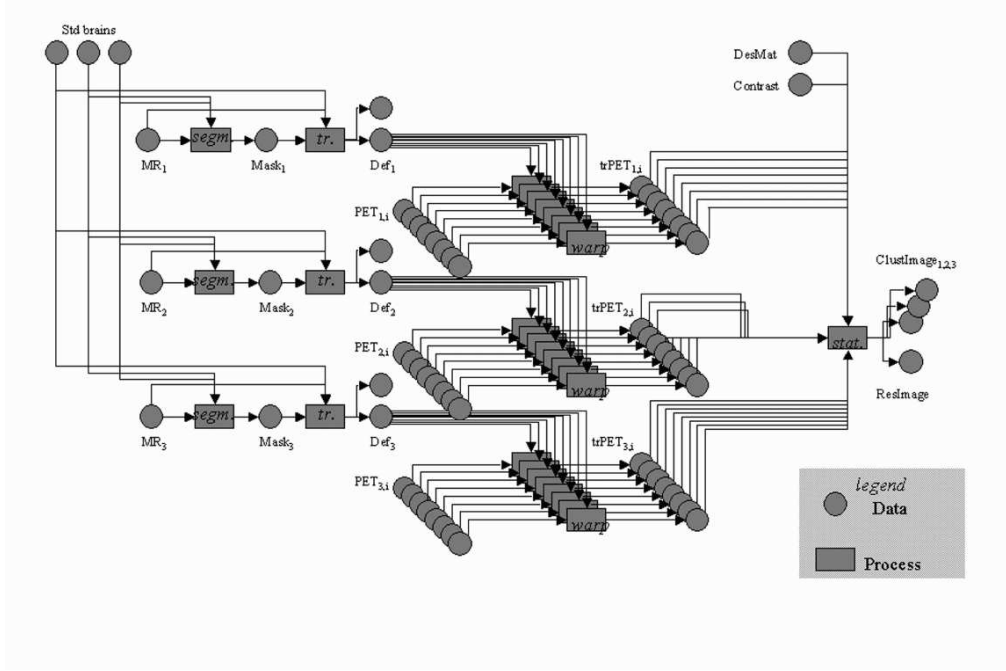 Std brains
DesMat
Contrast
segm.
tr.
MR1
Mask1
Def1
trPET1,i
PET1,i
warp
ClustImage1,2,3
segm.
tr.
MR2
Mask2
Def2
trPET2,i
PET2,i
warp
stat.
ResImage
segm.
tr.
MR3
Mask3
Def3
trPET3,i
PET3,i
warp
legend
Data
Process